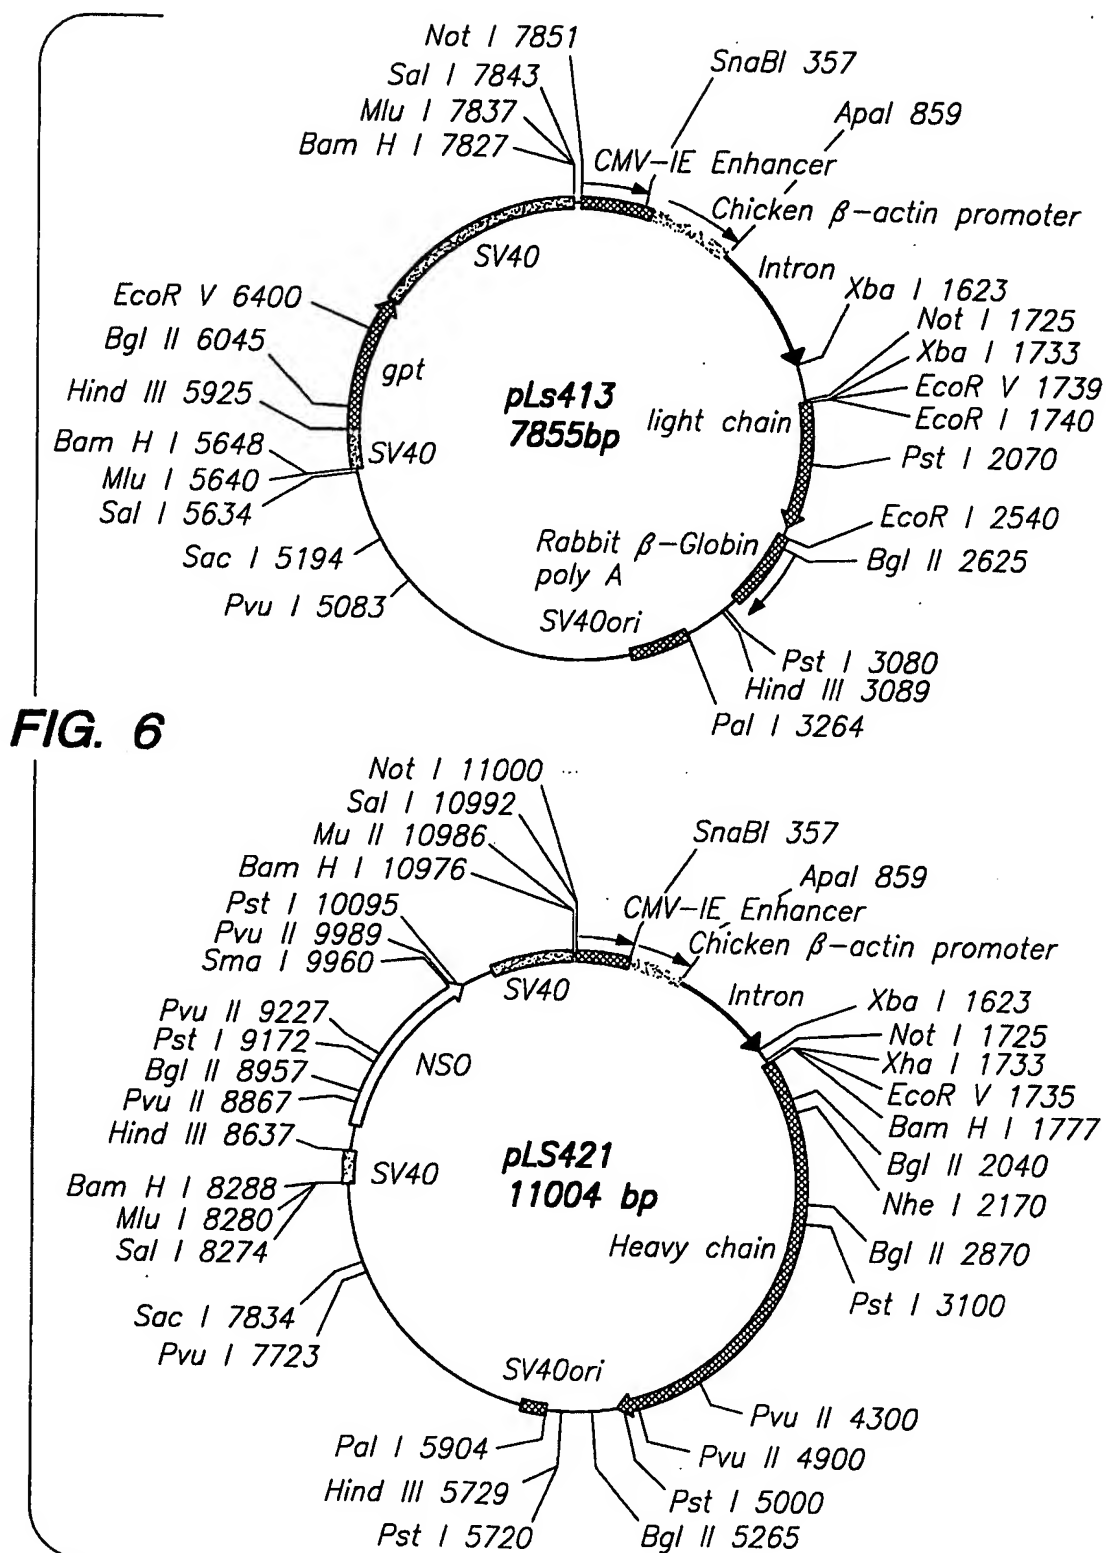 Not I 7851
Sal I 7843
Mlu I 7837
Bam H I 7827
SnaBI 357
ApaI 859
CMV-IE Enhancer
Chicken β-actin promoter
Intron
Xba I 1623
Not I 1725
Xba I 1733
EcoR V 1739
EcoR I 1740
Pst I 2070
EcoR I 2540
Bgl II 2625
Pst I 3080
Hind III 3089
Pal I 3264
SV40
EcoR V 6400
Bgl II 6045
Hind III 5925
Bam H I 5648
Mlu I 5640
Sal I 5634
Sac I 5194
Pvu I 5083
gpt
SV40
pLs413
7855bp
light chain
Rabbit β-Globin
poly A
SV40ori
FIG. 6
Not I 11000
Sal I 10992
Mu II 10986
Bam H I 10976
Pst I 10095
Pvu II 9989
Sma I 9960
Pvu II 9227
Pst I 9172
Bgl II 8957
Pvu II 8867
Hind III 8637
Bam H I 8288
Mlu I 8280
Sal I 8274
Sac I 7834
Pvu I 7723
SnaBI 357
ApaI 859
CMV-IE Enhancer
Chicken β-actin promoter
Intron
Xba I 1623
Not I 1725
Xha I 1733
EcoR V 1735
Bam H I 1777
Bgl II 2040
Nhe I 2170
Bgl II 2870
Pst I 3100
SV40
NSO
SV40
pLS421
11004 bp
Heavy chain
SV40ori
Pvu II 4300
Pvu II 4900
Pst I 5000
Bgl II 5265
Pal I 5904
Hind III 5729
Pst I 5720